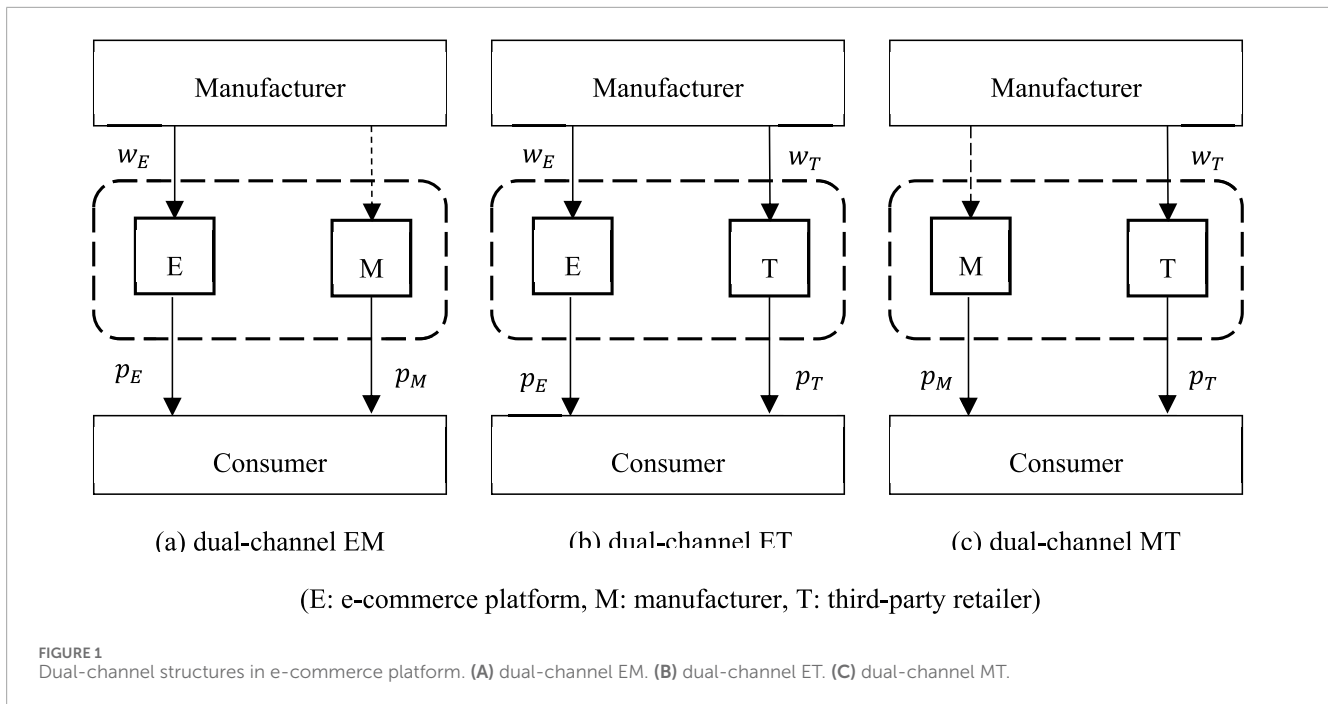 Manufacturer Manufacturer Manufacturer
w_E w_E w_T w_T
E M E T M T
p_E p_M p_E p_T p_M p_T
Consumer Consumer Consumer
(a) dual-channel EM (b) dual-channel ET (c) dual-channel MT
(E: e-commerce platform, M: manufacturer, T: third-party retailer)
FIGURE 1
Dual-channel structures in e-commerce platform. (A) dual-channel EM. (B) dual-channel ET. (C) dual-channel MT.